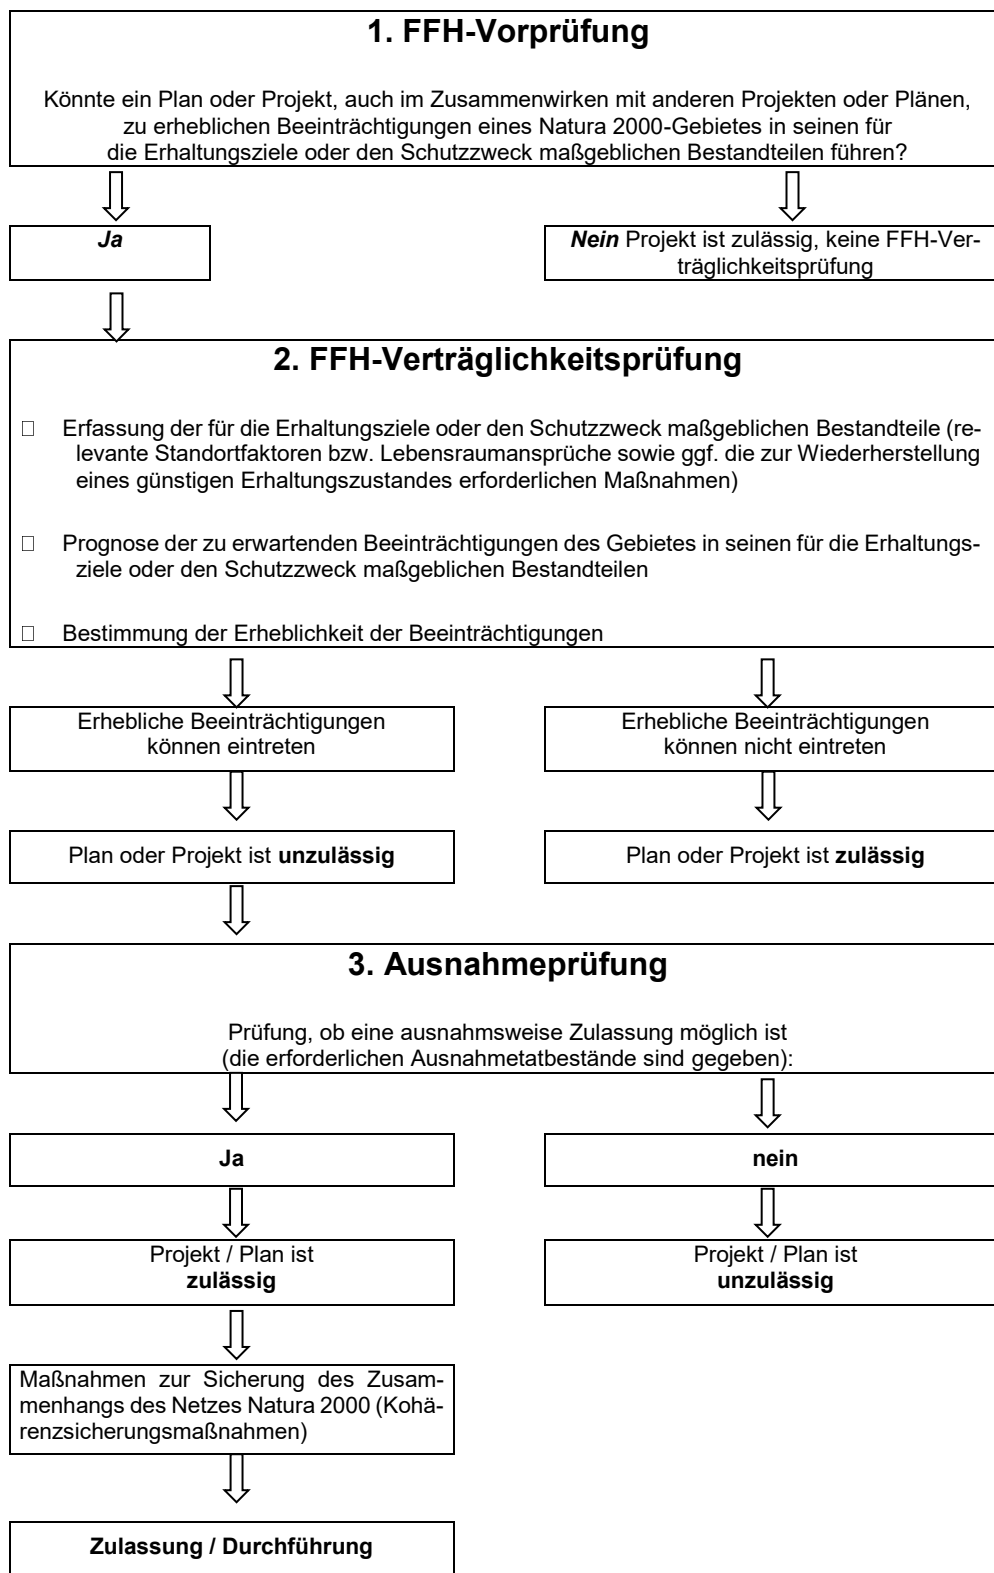 1. FFH-Vorprüfung
Könnte ein Plan oder Projekt, auch im Zusammenwirken mit anderen Projekten oder Plänen,
zu erheblichen Beeinträchtigungen eines Natura 2000-Gebietes in seinen für
die Erhaltungsziele oder den Schutzzweck maßgeblichen Bestandteilen führen?
Ja
Nein Projekt ist zulässig, keine FFH-Ver-
träglichkeitsprüfung
2. FFH-Verträglichkeitsprüfung
Erfassung der für die Erhaltungsziele oder den Schutzzweck maßgeblichen Bestandteile (re-
levante Standortfaktoren bzw. Lebensraumansprüche sowie ggf. die zur Wiederherstellung
eines günstigen Erhaltungszustandes erforderlichen Maßnahmen)
Prognose der zu erwartenden Beeinträchtigungen des Gebietes in seinen für die Erhaltungs-
ziele oder den Schutzzweck maßgeblichen Bestandteilen
Bestimmung der Erheblichkeit der Beeinträchtigungen
Erhebliche Beeinträchtigungen
können eintreten
Erhebliche Beeinträchtigungen
können nicht eintreten
Plan oder Projekt ist unzulässig
Plan oder Projekt ist zulässig
3. Ausnahmeprüfung
Prüfung, ob eine ausnahmsweise Zulassung möglich ist
(die erforderlichen Ausnahmetatbestände sind gegeben):
Ja
nein
Projekt / Plan ist
zulässig
Projekt / Plan ist
unzulässig
Maßnahmen zur Sicherung des Zusam-
menhangs des Netzes Natura 2000 (Kohä-
renzsicherungsmaßnahmen)
Zulassung / Durchführung